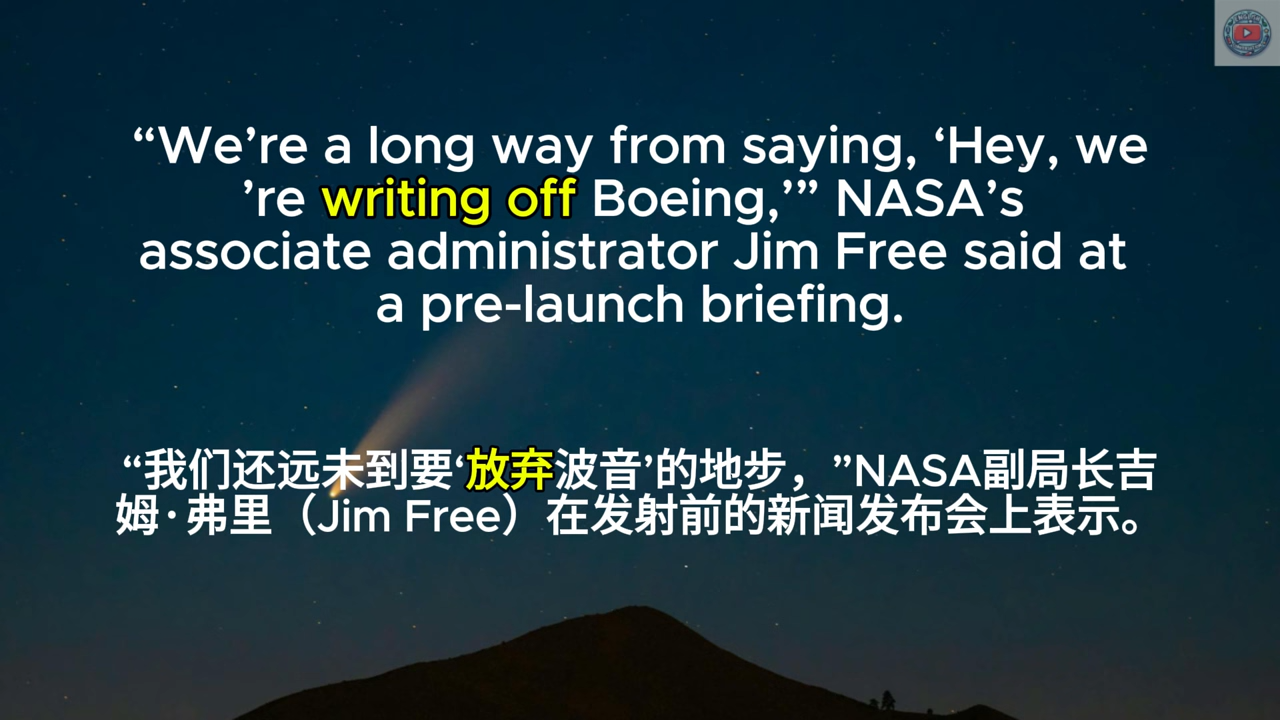 “We’re a long way from saying, ‘Hey, we
’re writing off Boeing,’” NASA’s
associate administrator Jim Free said at
a pre-launch briefing.
“我们还远未到要‘放弃波音’的地步，”NASA副局长吉
姆·弗里（Jim Free）在发射前的新闻发布会上表示。